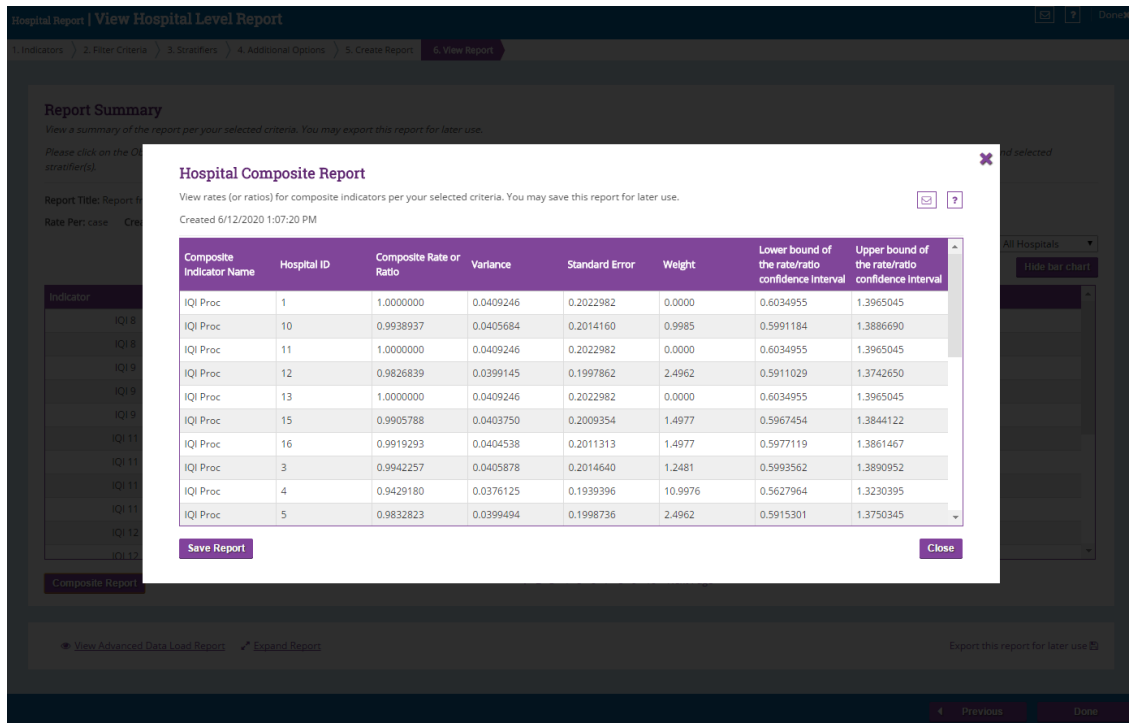 Hospital Report | View Hospital Level Report
Done
1. Indicators 2. Filter Criteria 3. Stratifiers 4. Additional Options 5. Create Report 6. View Report
Report Summary
View a summary of the report per your selected criteria. You may export this report for later use.
Please click on the
nd selected
stratifier(s).
Report Title: Report
Rate Per: case
All Hospitals
Hide bar chart
Hospital Composite Report
View rates (or ratios) for composite indicators per your selected criteria. You may save this report for later use.
Created 6/12/2020 1:07:20 PM
Composite Indicator Name Hospital ID Composite Rate or Ratio Variance Standard Error Weight Lower bound of the rate/ratio confidence interval Upper bound of the rate/ratio confidence interval
IQI Proc 1 1.0000000 0.0409246 0.2022982 0.0000 0.6034955 1.3965045
IQI Proc 10 0.9938937 0.0405684 0.2014160 0.9985 0.5991184 1.3886690
IQI Proc 11 1.0000000 0.0409246 0.2022982 0.0000 0.6034955 1.3965045
IQI Proc 12 0.9826839 0.0399145 0.1997862 2.4962 0.5911029 1.3742650
IQI Proc 13 1.0000000 0.0409246 0.2022982 0.0000 0.6034955 1.3965045
IQI Proc 15 0.9905788 0.0403750 0.2009354 1.4977 0.5967454 1.3844122
IQI Proc 16 0.9919293 0.0404538 0.2011313 1.4977 0.5977119 1.3861467
IQI Proc 3 0.9942257 0.0405878 0.2014640 1.2481 0.5993562 1.3890952
IQI Proc 4 0.9429180 0.0376125 0.1939396 10.9976 0.5627964 1.3230395
IQI Proc 5 0.9832823 0.0399494 0.1998736 2.4962 0.5915301 1.3750345
Save Report
Close
Indicator
IQI 8
IQI 8
IQI 9
IQI 9
IQI 9
IQI 11
IQI 11
IQI 11
IQI 11
IQI 12
IQI 12
Composite Report
View Advanced Data Load Report Expand Report
Export this report for later use
Previous
Done